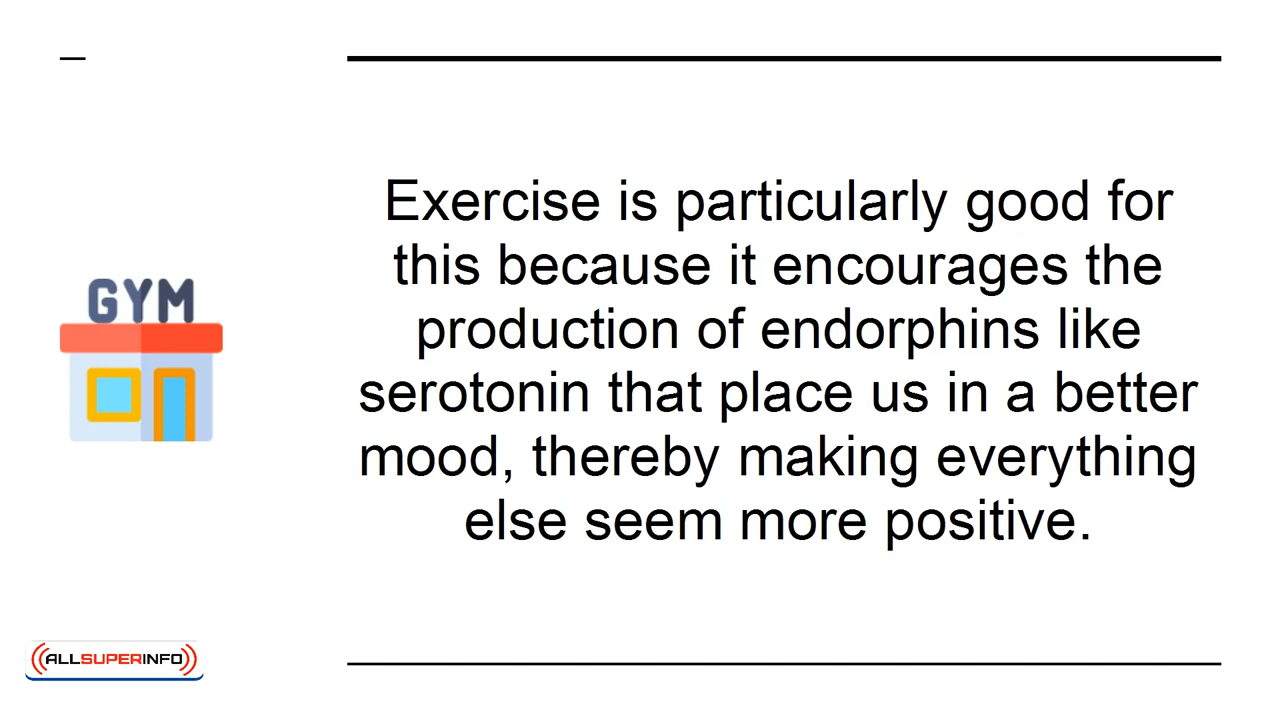 GYM
Exercise is particularly good for
this because it encourages the
production of endorphins like
serotonin that place us in a better
mood, thereby making everything
else seem more positive.
ALLSUPERINFO